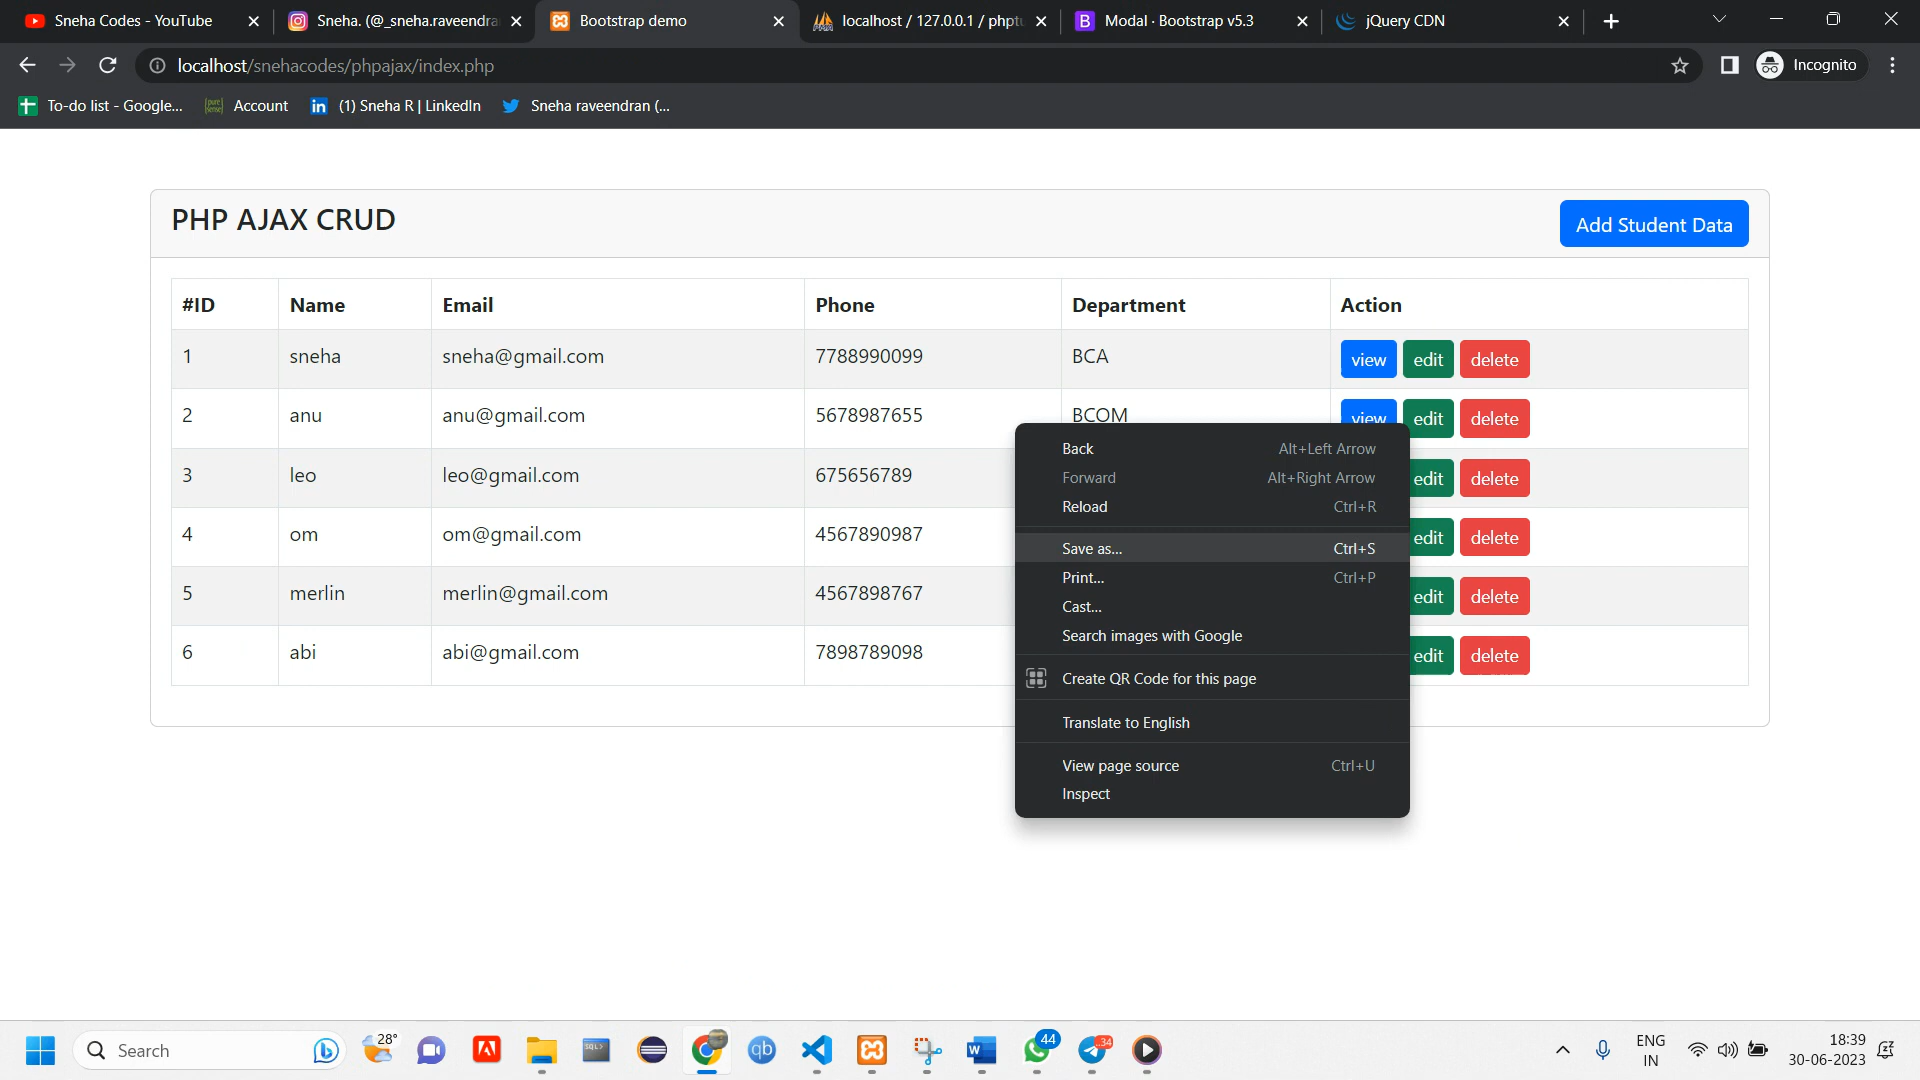 Sneha Codes - YouTube
Sneha. (@_sneha.raveendra
Bootstrap demo
localhost / 127.0.0.1 / phptu
Modal · Bootstrap v5.3
jQuery CDN
localhost/snehacodes/phpajax/index.php
Incognito
To-do list - Google...
Account
(1) Sneha R | LinkedIn
Sneha raveendran (...
PHP AJAX CRUD
Add Student Data
#ID Name Email Phone Department Action
1 sneha sneha@gmail.com 7788990099 BCA view edit delete
2 anu anu@gmail.com 5678987655 BCOM view edit delete
3 leo leo@gmail.com 675656789 edit delete
4 om om@gmail.com 4567890987 edit delete
5 merlin merlin@gmail.com 4567898767 edit delete
6 abi abi@gmail.com 7898789098 edit delete
Back Alt+Left Arrow
Forward Alt+Right Arrow
Reload Ctrl+R
Save as... Ctrl+S
Print... Ctrl+P
Cast...
Search images with Google
Create QR Code for this page
Translate to English
View page source Ctrl+U
Inspect
Search
28°
SQL>
qb
44
34
ENG
IN
18:39
30-06-2023